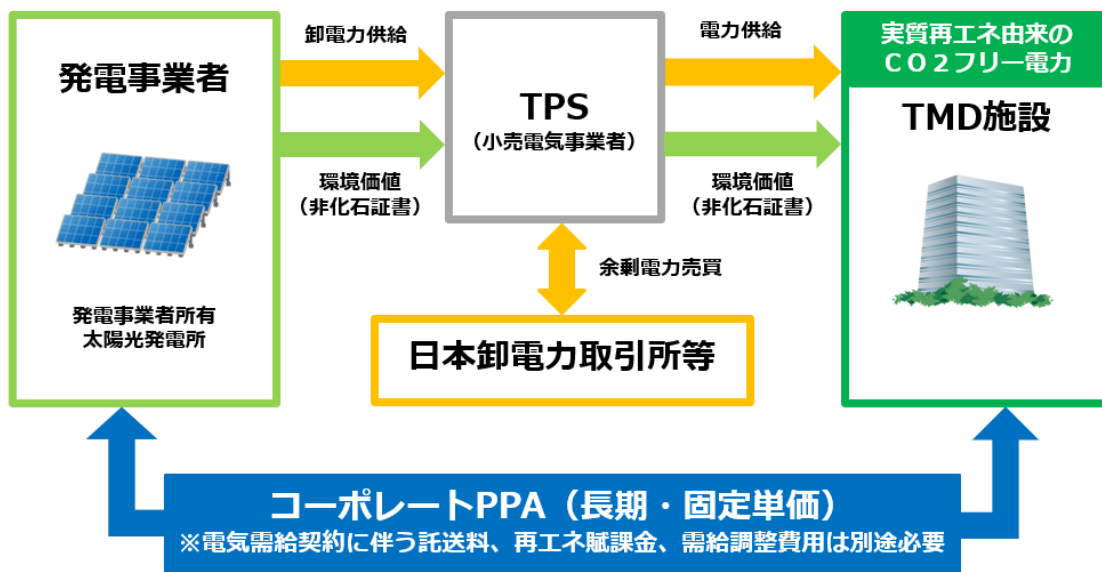 発電事業者
発電事業者所有
太陽光発電所
卸電力供給
環境価値
（非化石証書）
TPS
（小売電気事業者）
電力供給
環境価値
（非化石証書）
実質再エネ由来の
ＣＯ２フリー電力
TMD施設
余剰電力売買
日本卸電力取引所等
コーポレートPPA（長期・固定単価）
※電気需給契約に伴う託送料、再エネ賦課金、需給調整費用は別途必要